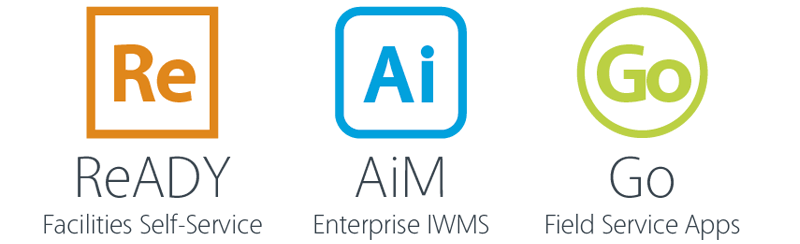 Re Ai Go
ReADY AiM Go
Facilities Self-Service Enterprise IWMS Field Service Apps